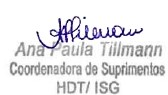 Ana Paula Tillmann
Coordenadora de Suprimentos
HDT/ ISG